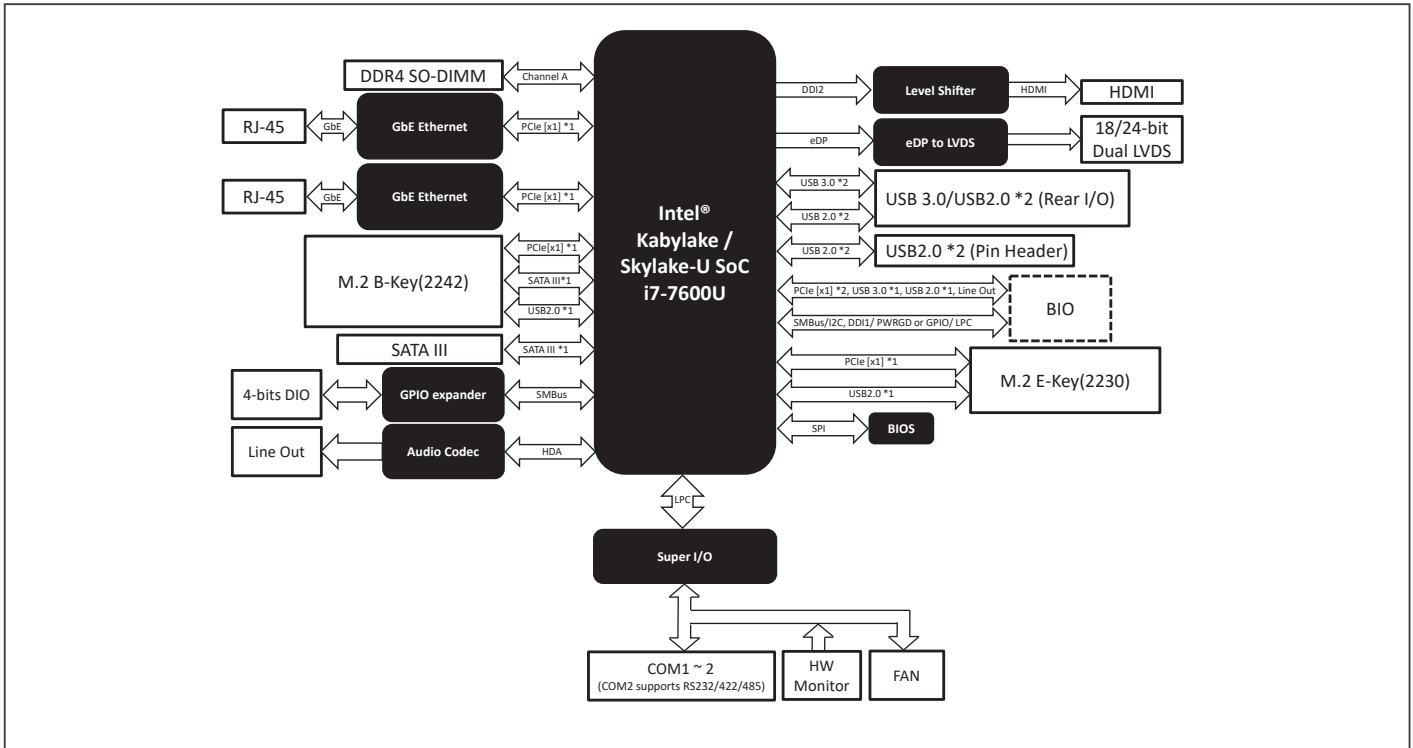 DDR4 SO-DIMM
Channel A
RJ-45
GbE
GbE Ethernet
PCIe [x1] *1
RJ-45
GbE
GbE Ethernet
PCIe [x1] *1
M.2 B-Key(2242)
PCIe[x1] *1
SATA III*1
USB2.0 *1
SATA III
SATA III *1
4-bits DIO
GPIO expander
SMBus
Line Out
Audio Codec
HDA
Intel®
Kabylake /
Skylake-U SoC
i7-7600U
DDI2
Level Shifter
HDMI
HDMI
eDP
eDP to LVDS
18/24-bit
Dual LVDS
USB 3.0 *2
USB 2.0 *2
USB 3.0/USB2.0 *2 (Rear I/O)
USB 2.0 *2
USB2.0 *2 (Pin Header)
PCIe [x1] *2, USB 3.0 *1, USB 2.0 *1, Line Out
SMBus/I2C, DDI1/ PWRGD or GPIO/ LPC
BIO
PCIe [x1] *1
USB2.0 *1
M.2 E-Key(2230)
SPI
BIOS
LPC
Super I/O
COM1 ~ 2
(COM2 supports RS232/422/485)
HW
Monitor
FAN